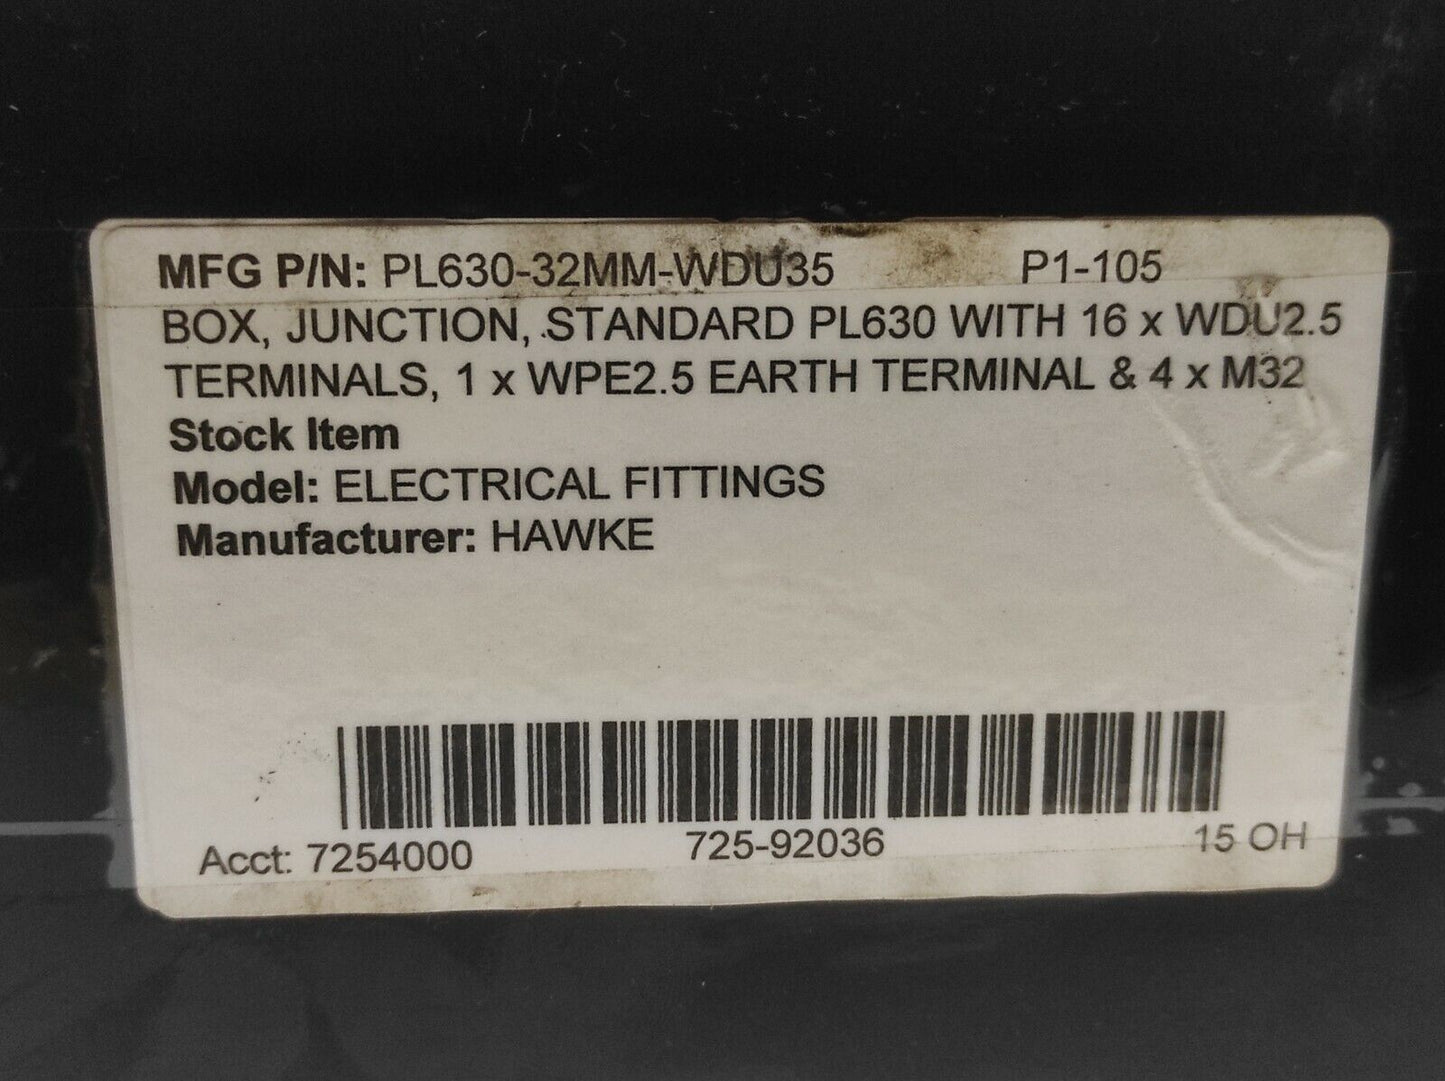 MFG P/N: PL630-32MM-WDU35 P1-105
BOX, JUNCTION, STANDARD PL630 WITH 16 x WDU2.5
TERMINALS, 1 x WPE2.5 EARTH TERMINAL & 4 x M32
Stock Item
Model: ELECTRICAL FITTINGS
Manufacturer: HAWKE
Acct: 7254000 725-92036 15 OH